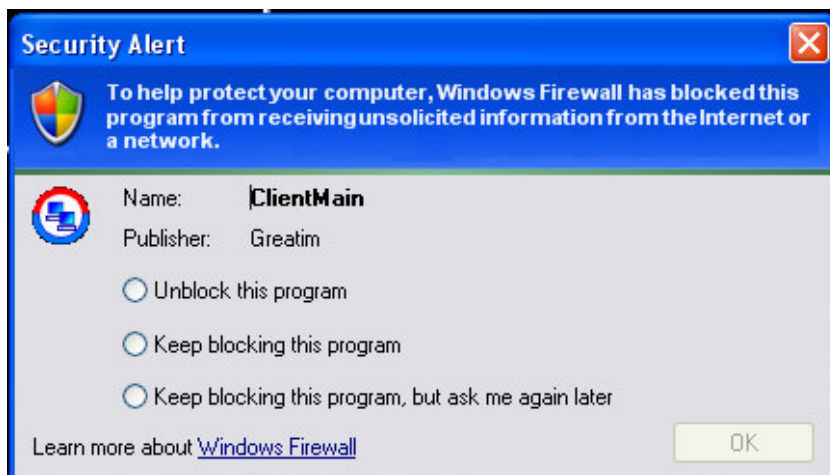 Security Alert
To help protect your computer, Windows Firewall has blocked this
program from receiving unsolicited information from the Internet or
a network.
Name: ClientMain
Publisher: Greatim
Unblock this program
Keep blocking this program
Keep blocking this program, but ask me again later
Learn more about Windows Firewall
OK